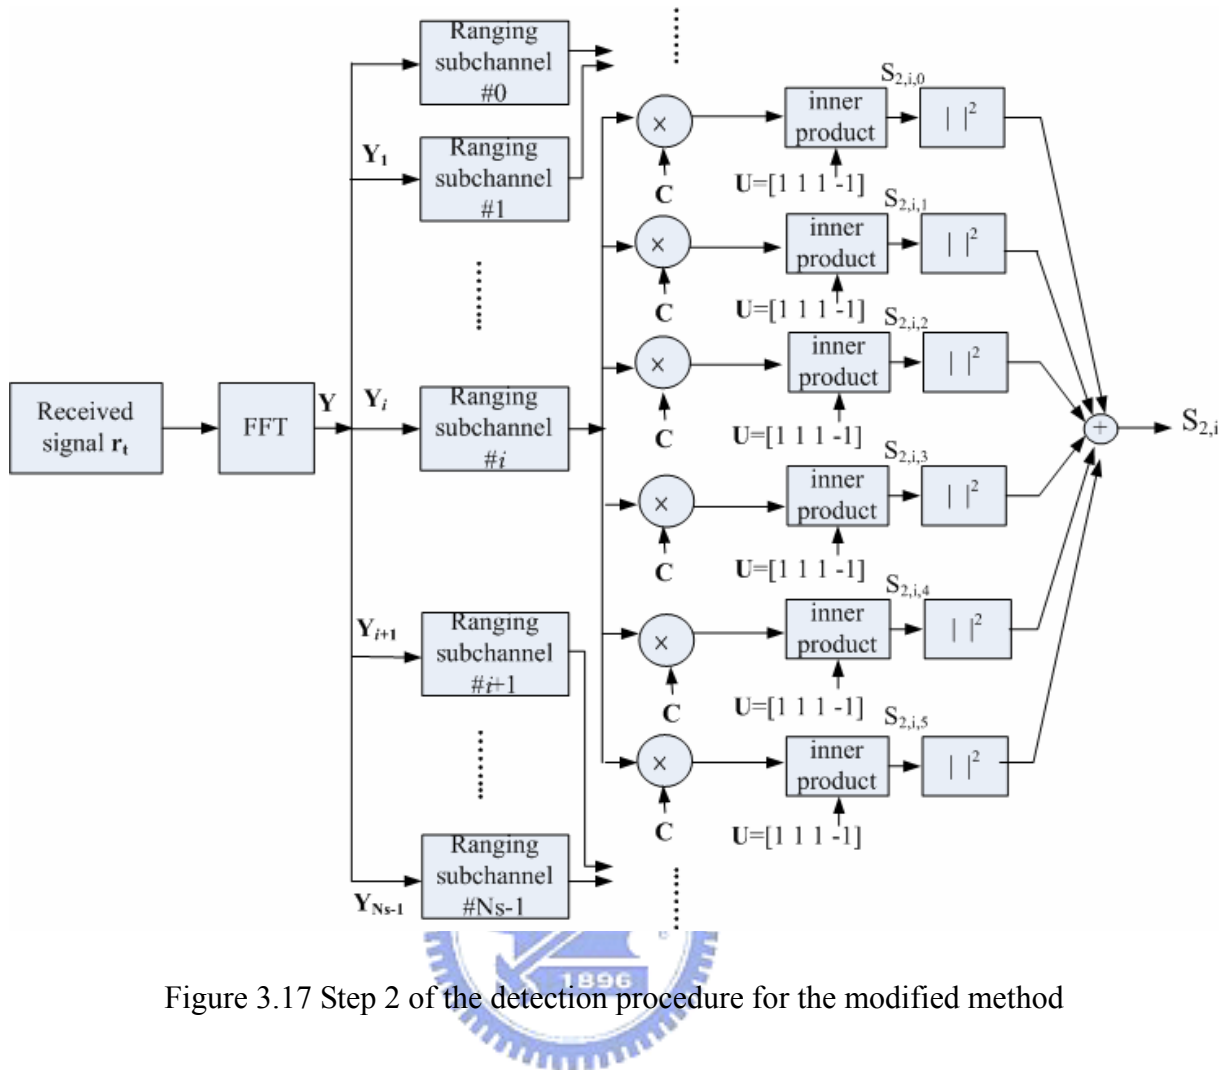 Ranging
subchannel
#0
Y1
Ranging
subchannel
#1
Received
signal rt
FFT
Y
Yi
Ranging
subchannel
#i
Yi+1
Ranging
subchannel
#i+1
YNs-1
Ranging
subchannel
#Ns-1
×
C
inner
product
U=[1 1 1 -1]
S2,i,0
| |2
×
C
inner
product
U=[1 1 1 -1]
S2,i,1
| |2
×
C
inner
product
U=[1 1 1 -1]
S2,i,2
| |2
×
C
inner
product
U=[1 1 1 -1]
S2,i,3
| |2
×
C
inner
product
U=[1 1 1 -1]
S2,i,4
| |2
×
C
inner
product
U=[1 1 1 -1]
S2,i,5
| |2
+
S2,i
1896
Figure 3.17 Step 2 of the detection procedure for the modified method